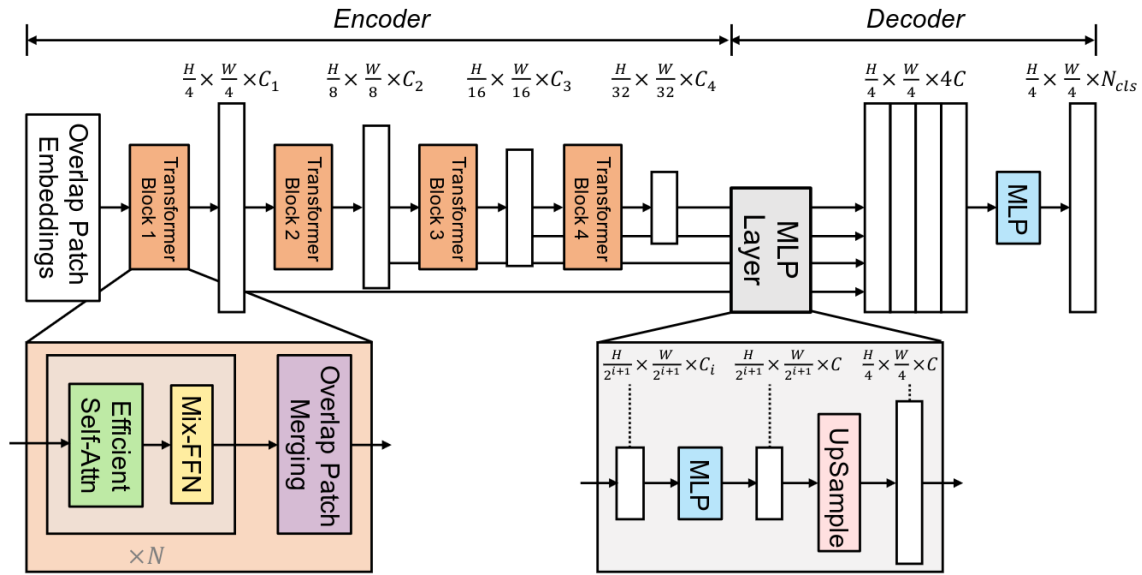 Encoder
Decoder
H/4 × W/4 × C₁
H/8 × W/8 × C₂
H/16 × W/16 × C₃
H/32 × W/32 × C₄
H/4 × W/4 × 4C
H/4 × W/4 × N_cls
Overlap Patch
Embeddings
Transformer
Block 1
Transformer
Block 2
Transformer
Block 3
Transformer
Block 4
MLP
Layer
MLP
Efficient
Self-Attn
Mix-FFN
×N
Overlap Patch
Merging
H/2^{i+1} × W/2^{i+1} × C_i
H/2^{i+1} × W/2^{i+1} × C
H/4 × W/4 × C
MLP
UpSample